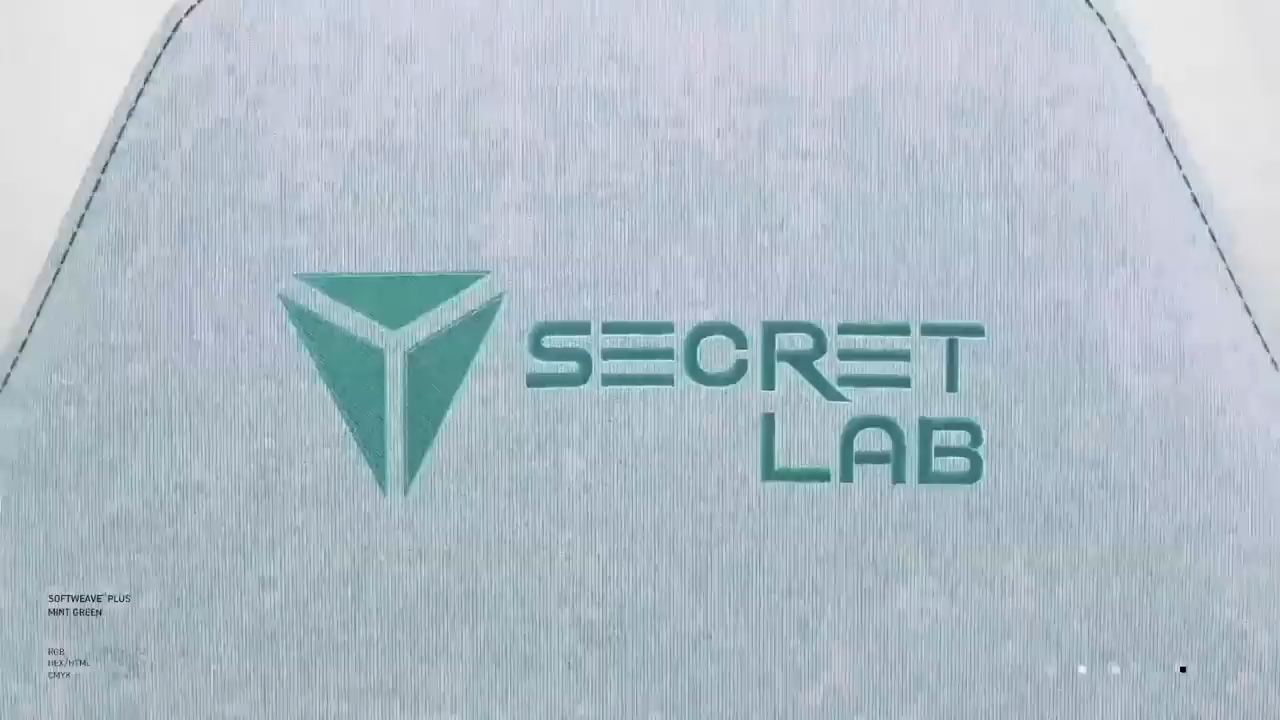 SECRET
LAB
SOFTWEAVE® PLUS
MINT GREEN
RGB
HEX/HTML
CMYK